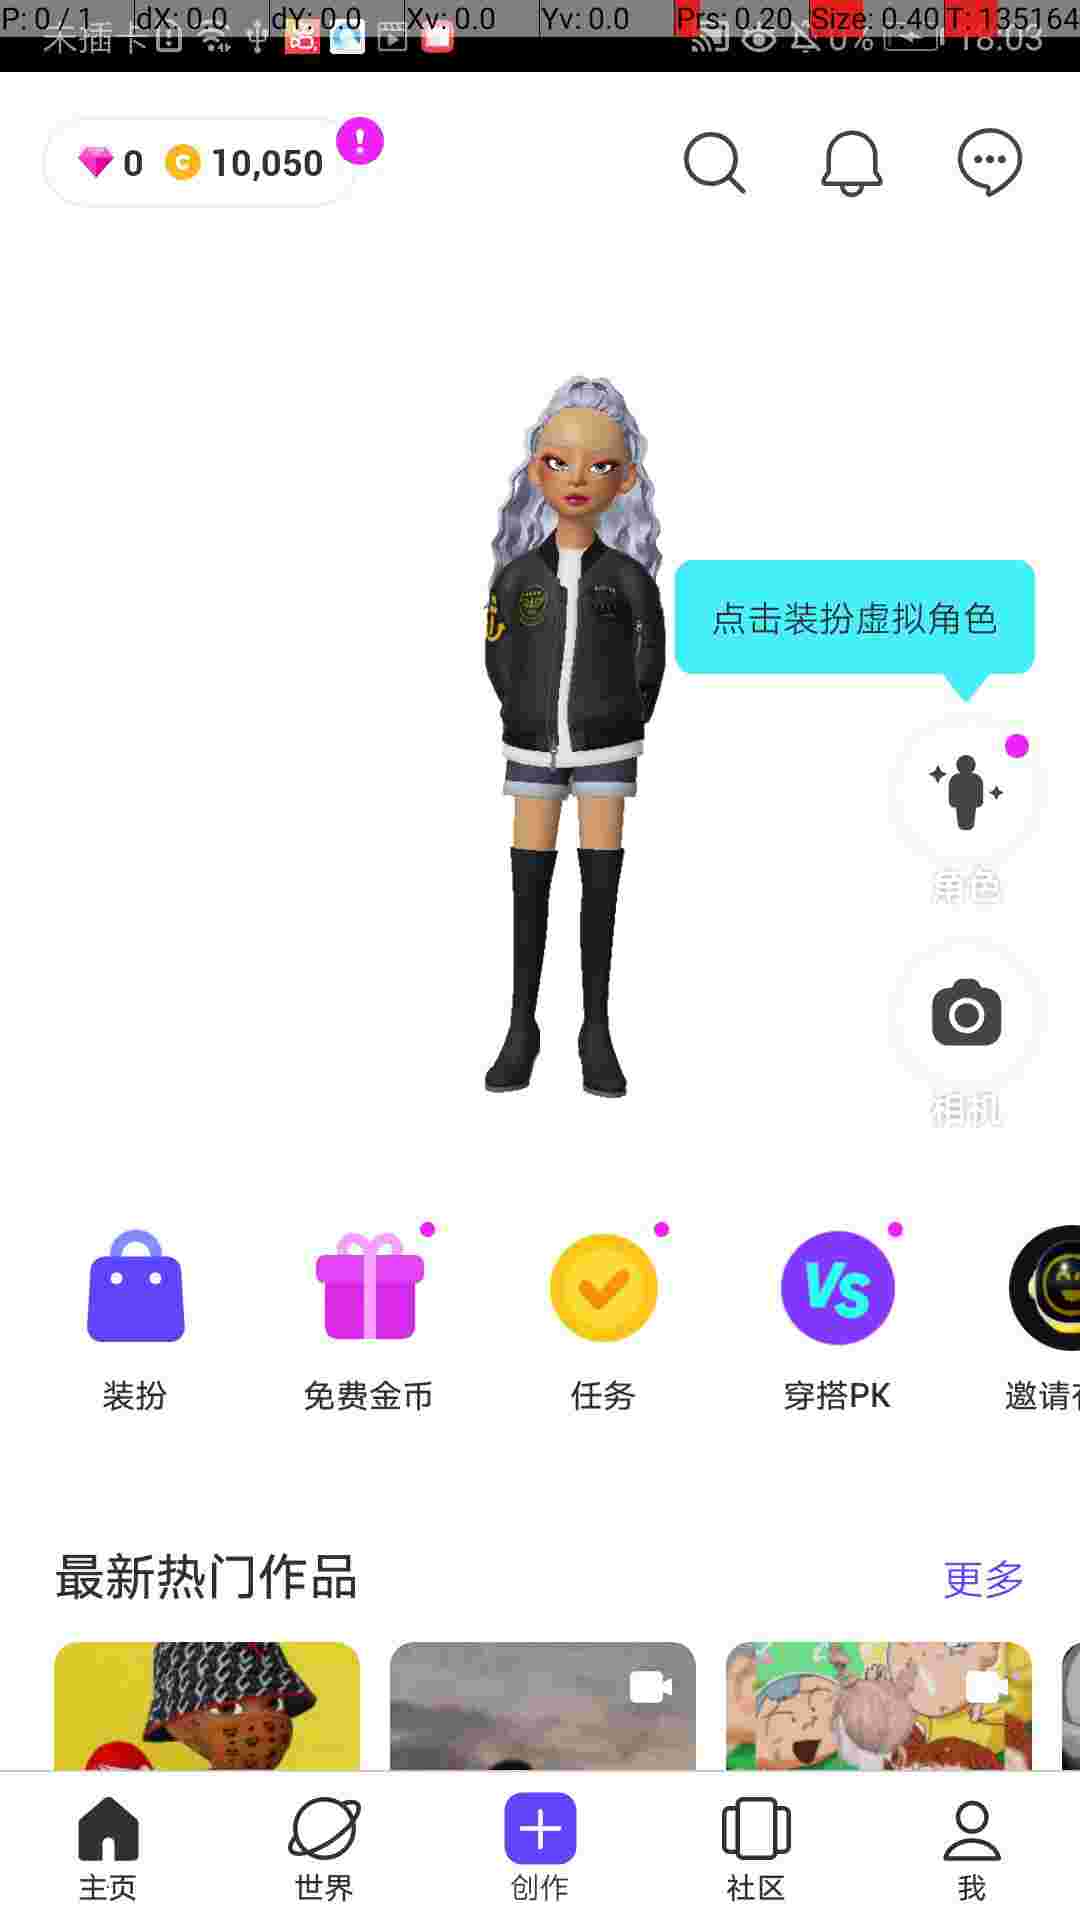 P: 0 / 1 dX: 0.0 dY: 0.0 Xv: 0.0 Yv: 0.0 Prs: 0.20 Size: 0.40 T: 135164
未插卡 0% 18:03
0 10,050
点击装扮虚拟角色
角色
相机
装扮 免费金币 任务 穿搭PK 邀请
最新热门作品 更多
主页 世界 创作 社区 我